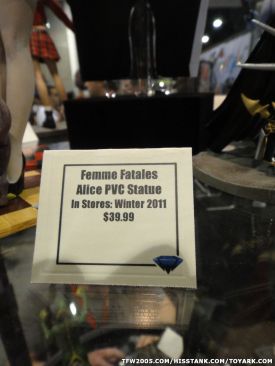 Femme Fatales
Alice PVC Statue
In Stores: Winter 2011
$39.99
TFW2005.COM/HISSTANK.COM/TOYARK.COM